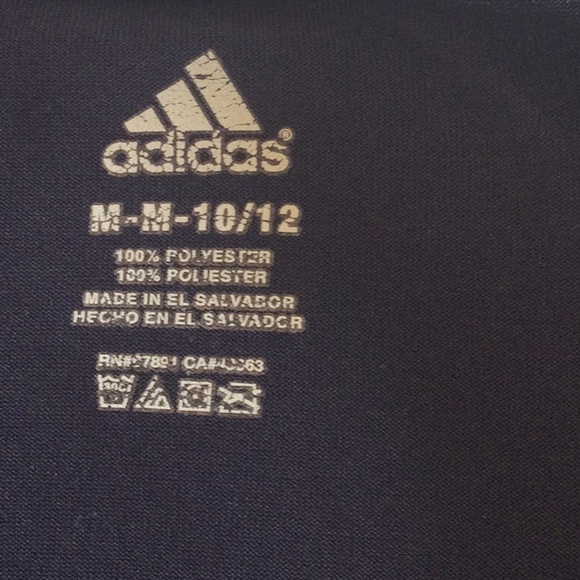 adidas®
M-M-10/12
100% POLYESTER
100% POLIESTER
MADE IN EL SALVADOR
HECHO EN EL SALVADOR